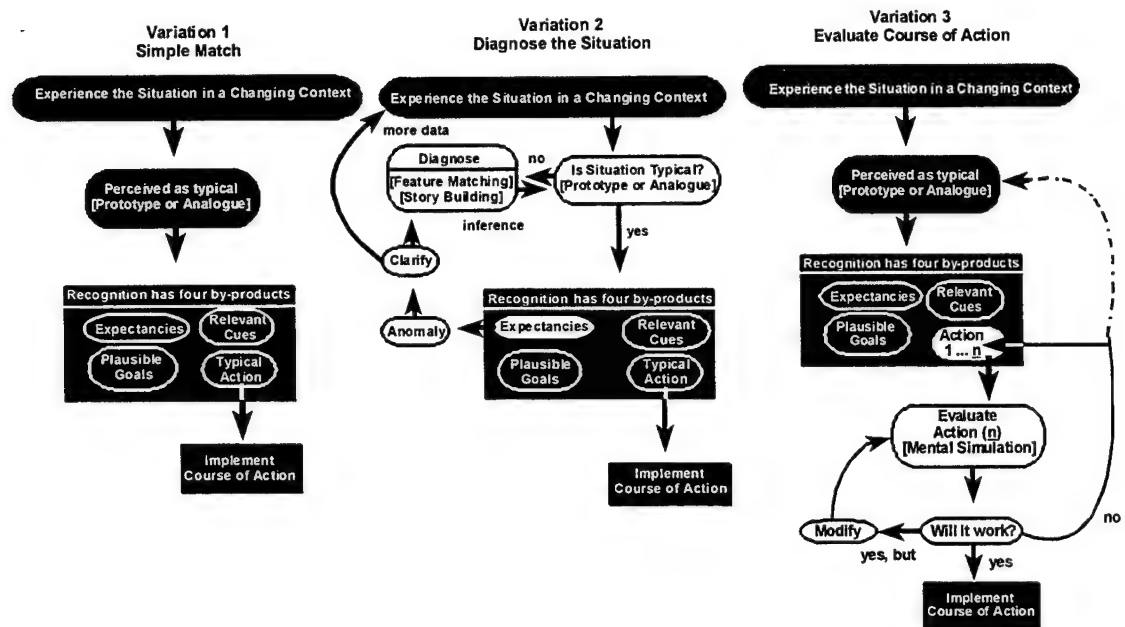 Variation 1
Simple Match
Experience the Situation in a Changing Context
Perceived as typical
[Prototype or Analogue]
Recognition has four by-products
Expectancies
Relevant
Cues
Plausible
Goals
Typical
Action
Implement
Course of Action
Variation 2
Diagnose the Situation
Experience the Situation in a Changing Context
more data
Diagnose
[Feature Matching]
[Story Building]
no
Is Situation Typical?
[Prototype or Analogue]
inference
yes
Clarify
Anomaly
Recognition has four by-products
Expectancies
Relevant
Cues
Plausible
Goals
Typical
Action
Implement
Course of Action
Variation 3
Evaluate Course of Action
Experience the Situation in a Changing Context
Perceived as typical
[Prototype or Analogue]
Recognition has four by-products
Expectancies
Relevant
Cues
Plausible
Goals
Action
1 ... n
Evaluate
Action (n)
[Mental Simulation]
Modify
Will it work?
no
yes, but
yes
Implement
Course of Action